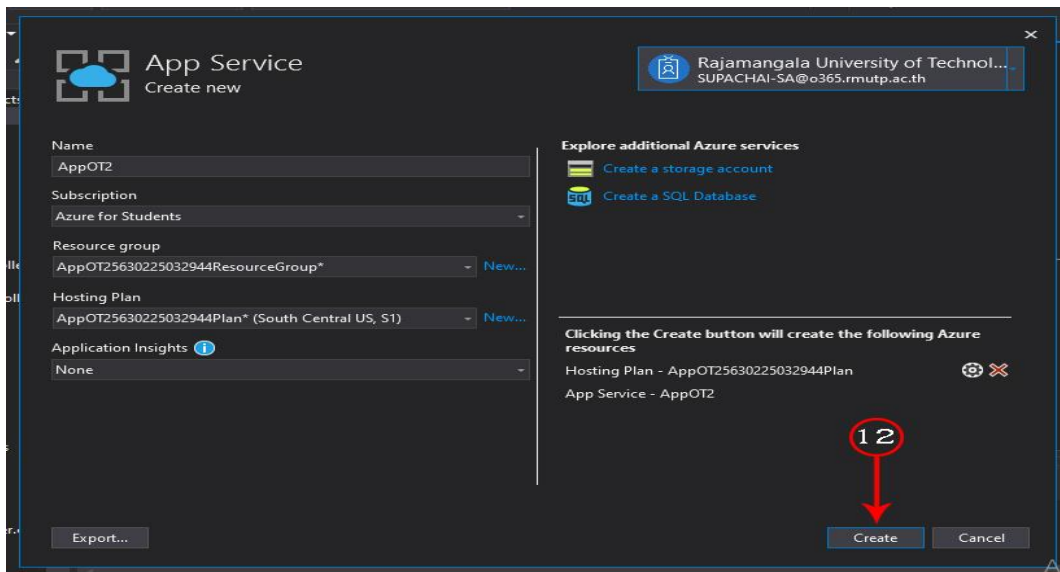 App Service
Create new
Rajamangala University of Technol...
SUPACHAI-SA@o365.rmutp.ac.th
Name
AppOT2
Subscription
Azure for Students
Resource group
AppOT25630225032944ResourceGroup*
New...
Hosting Plan
AppOT25630225032944Plan* (South Central US, S1)
New...
Application Insights
None
Explore additional Azure services
Create a storage account
SQL
Create a SQL Database
Clicking the Create button will create the following Azure
resources
Hosting Plan - AppOT25630225032944Plan
App Service - AppOT2
12
Export...
Create
Cancel